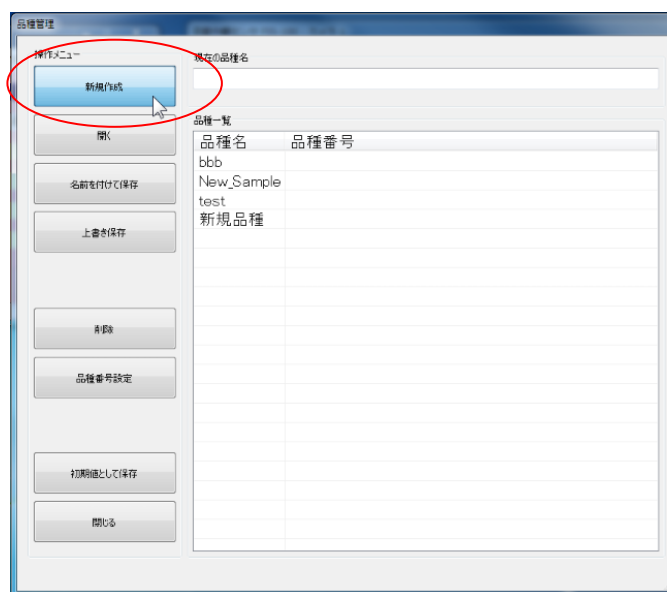 品種管理
操作メニュー
新規作成
開く
名前を付けて保存
上書き保存
削除
品種番号設定
初期値として保存
閉じる
現在の品種名
品種一覧
品種名 品種番号
bbb
New_Sample
test
新規品種